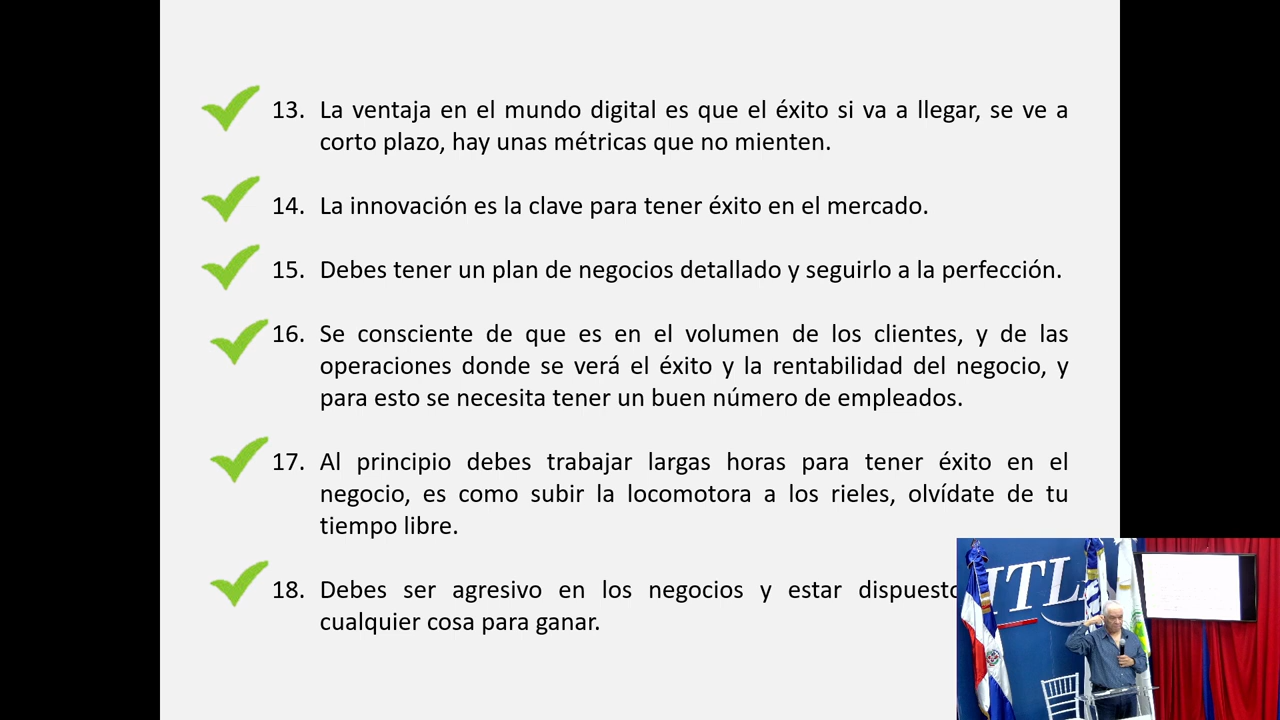 13. La ventaja en el mundo digital es que el éxito si va a llegar, se ve a
corto plazo, hay unas métricas que no mienten.
14. La innovación es la clave para tener éxito en el mercado.
15. Debes tener un plan de negocios detallado y seguirlo a la perfección.
16. Se consciente de que es en el volumen de los clientes, y de las
operaciones donde se verá el éxito y la rentabilidad del negocio, y
para esto se necesita tener un buen número de empleados.
17. Al principio debes trabajar largas horas para tener éxito en el
negocio, es como subir la locomotora a los rieles, olvídate de tu
tiempo libre.
18. Debes ser agresivo en los negocios y estar dispuesto
cualquier cosa para ganar.
ITL